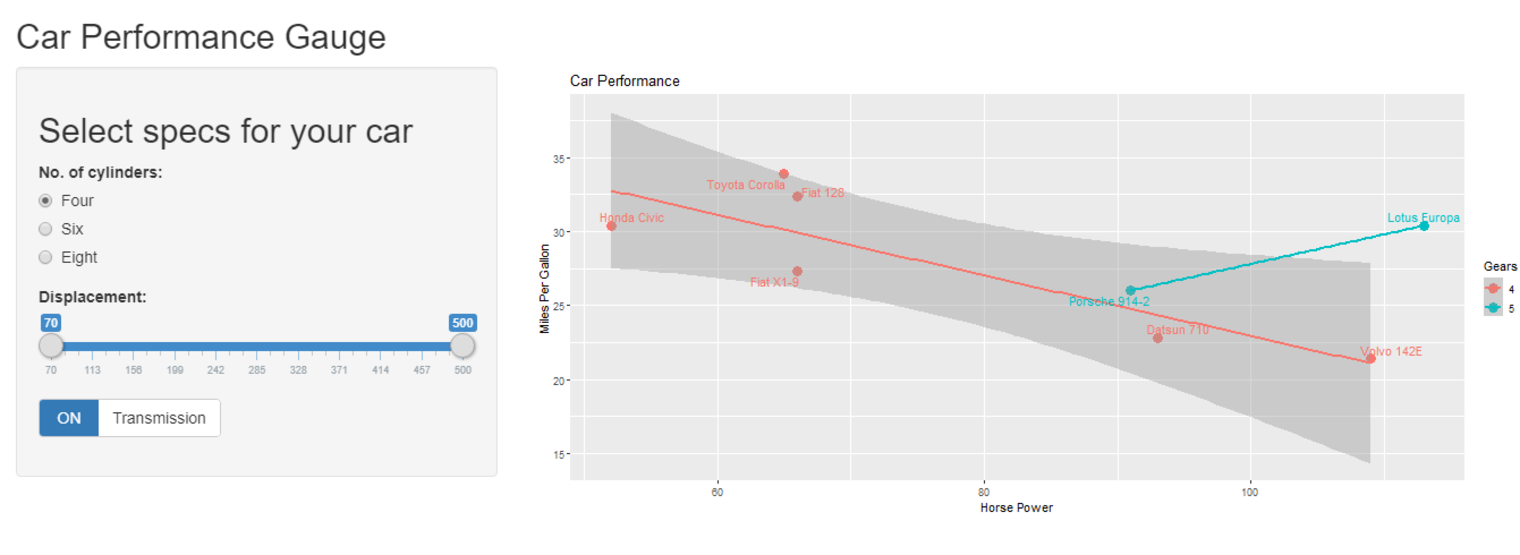 Car Performance Gauge
Select specs for your car
No. of cylinders:
Four
Six
Eight
Displacement:
70 500
70 113 156 199 242 285 328 371 414 457 500
ON Transmission
Car Performance
Miles Per Gallon
35
30
25
20
15
Toyota Corolla
Fiat 128
Honda Civic
Lotus Europa
Fiat X1-9
Porsche 914-2
Datsun 710
Volvo 142E
60 80 100
Horse Power
Gears
4
5